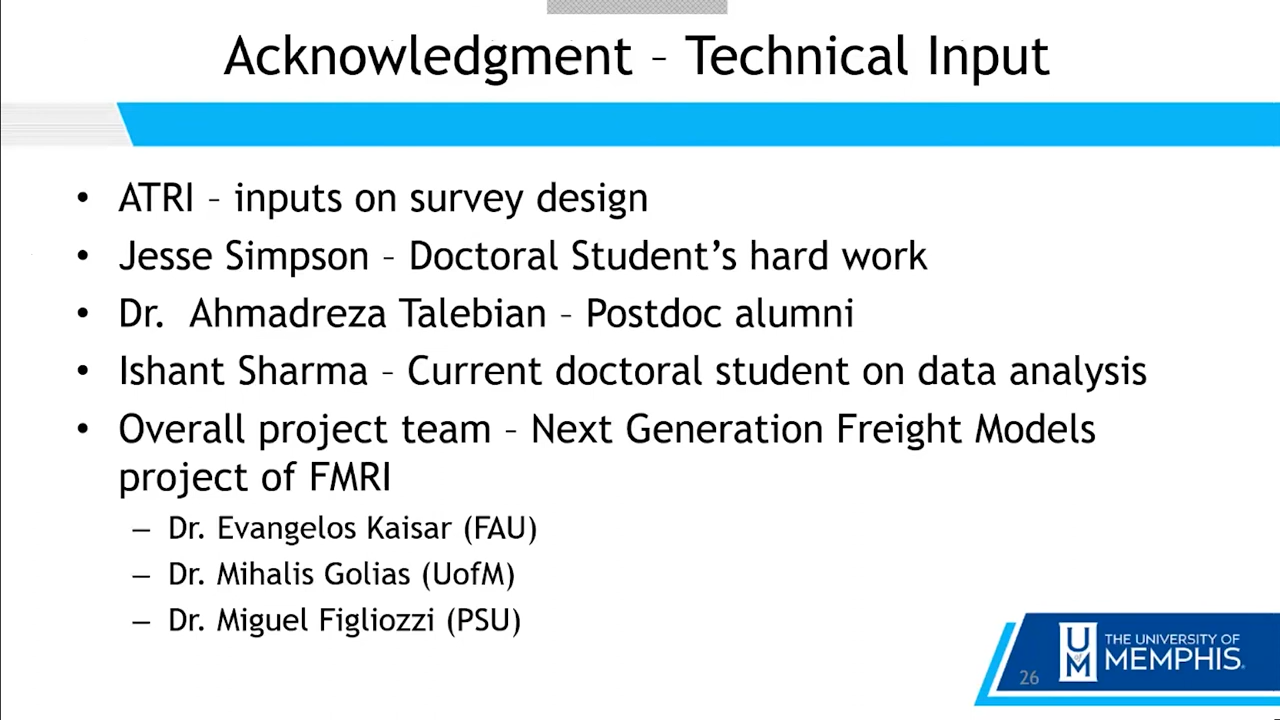 Acknowledgment – Technical Input
• ATRI – inputs on survey design
• Jesse Simpson – Doctoral Student’s hard work
• Dr.  Ahmadreza Talebian – Postdoc alumni
• Ishant Sharma – Current doctoral student on data analysis
• Overall project team – Next Generation Freight Models
project of FMRI
– Dr. Evangelos Kaisar (FAU)
– Dr. Mihalis Golias (UofM)
– Dr. Miguel Figliozzi (PSU)
26
U of M
THE UNIVERSITY OF
MEMPHIS.